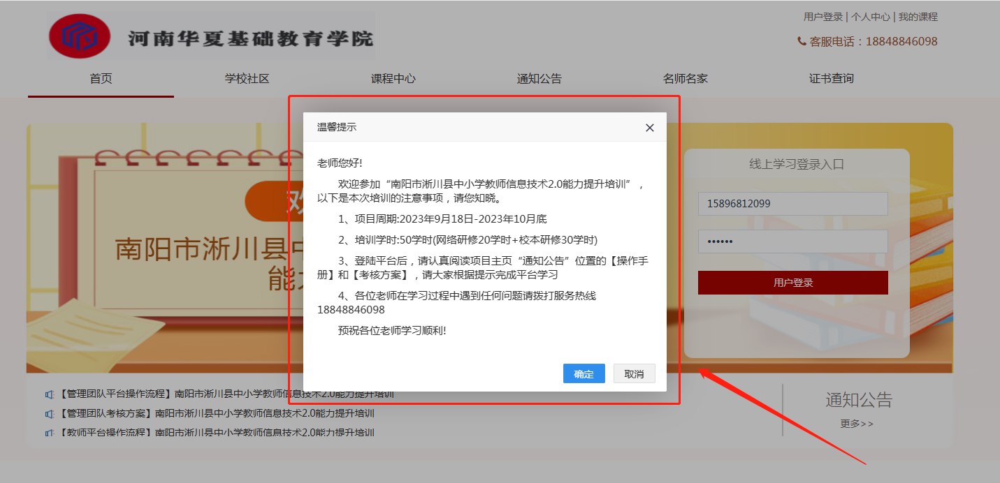 河南华夏基础教育学院
用户登录 | 个人中心 | 我的课程
客服电话：18848846098
首页
学校社区
课程中心
通知公告
名师名家
证书查询
南阳市淅川县中
能
温馨提示
老师您好!
欢迎参加“南阳市淅川县中小学教师信息技术2.0能力提升培训”，
以下是本次培训的注意事项，请您知晓。
1、项目周期:2023年9月18日-2023年10月底
2、培训学时:50学时(网络研修20学时+校本研修30学时)
3、登陆平台后，请认真阅读项目主页“通知公告”位置的【操作手
册】和【考核方案】，请大家根据提示完成平台学习
4、各位老师在学习过程中遇到任何问题请拨打服务热线
18848846098
预祝各位老师学习顺利!
确定
取消
线上学习登录入口
15896812099
••••••
用户登录
【管理团队平台操作流程】南阳市淅川县中小学教师信息技术2.0能力提升培训
【管理团队考核方案】南阳市淅川县中小学教师信息技术2.0能力提升培训
【教师平台操作流程】南阳市淅川县中小学教师信息技术2.0能力提升培训
通知公告
更多>>